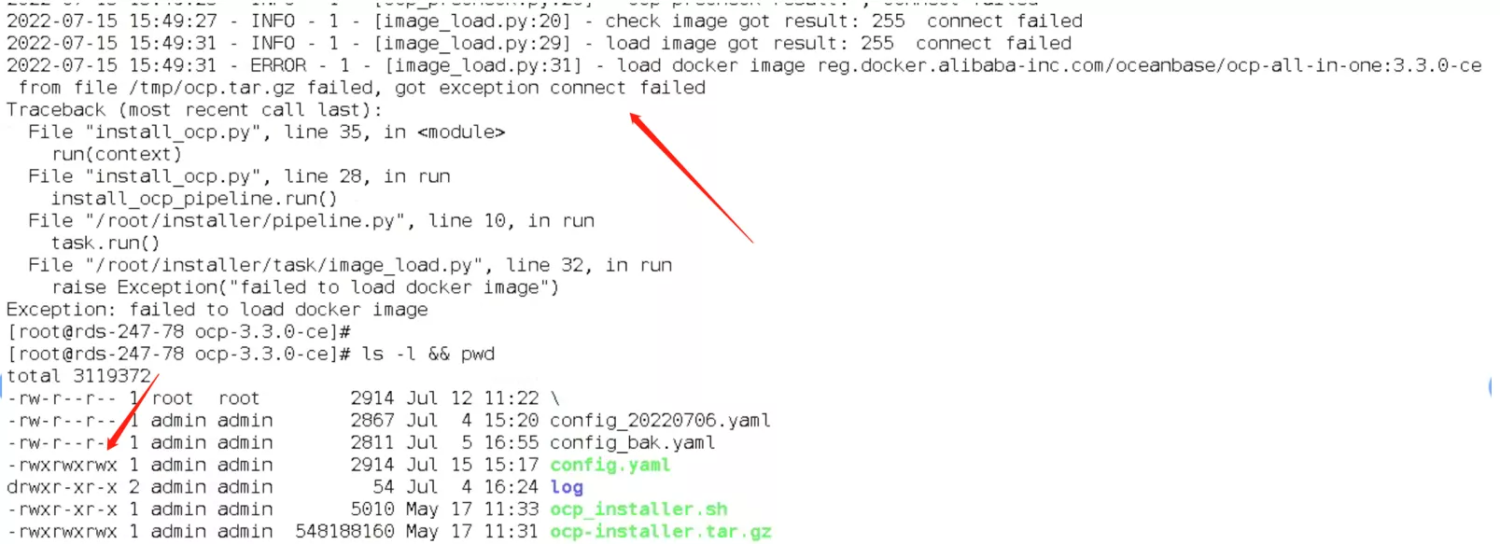 2022-07-15 15:49:27 - INFO - 1 - [image_load.py:20] - check image got result: 255  connect failed
2022-07-15 15:49:31 - INFO - 1 - [image_load.py:29] - load image got result: 255  connect failed
2022-07-15 15:49:31 - ERROR - 1 - [image_load.py:31] - load docker image reg.docker.alibaba-inc.com/oceanbase/ocp-all-in-one:3.3.0-ce
 from file /tmp/ocp.tar.gz failed, got exception connect failed
Traceback (most recent call last):
  File "install_ocp.py", line 35, in <module>
    run(context)
  File "install_ocp.py", line 28, in run
    install_ocp_pipeline.run()
  File "/root/installer/pipeline.py", line 10, in run
    task.run()
  File "/root/installer/task/image_load.py", line 32, in run
    raise Exception("failed to load docker image")
Exception: failed to load docker image
[root@rds-247-78 ocp-3.3.0-ce]#
[root@rds-247-78 ocp-3.3.0-ce]# ls -l && pwd
total 3119372
-rw-r--r-- 1 root  root       2914 Jul 12 11:22 \
-rw-r--r-- 1 admin admin      2867 Jul  4 15:20 config_20220706.yaml
-rw-r--r-- 1 admin admin      2811 Jul  5 16:55 config_bak.yaml
-rwxrwxrwx 1 admin admin      2914 Jul 15 15:17 config.yaml
drwxr-xr-x 2 admin admin        54 Jul  4 16:24 log
-rwxr-xr-x 1 admin admin      5010 May 17 11:33 ocp_installer.sh
-rwxrwxrwx 1 admin admin 548188160 May 17 11:31 ocp-installer.tar.gz